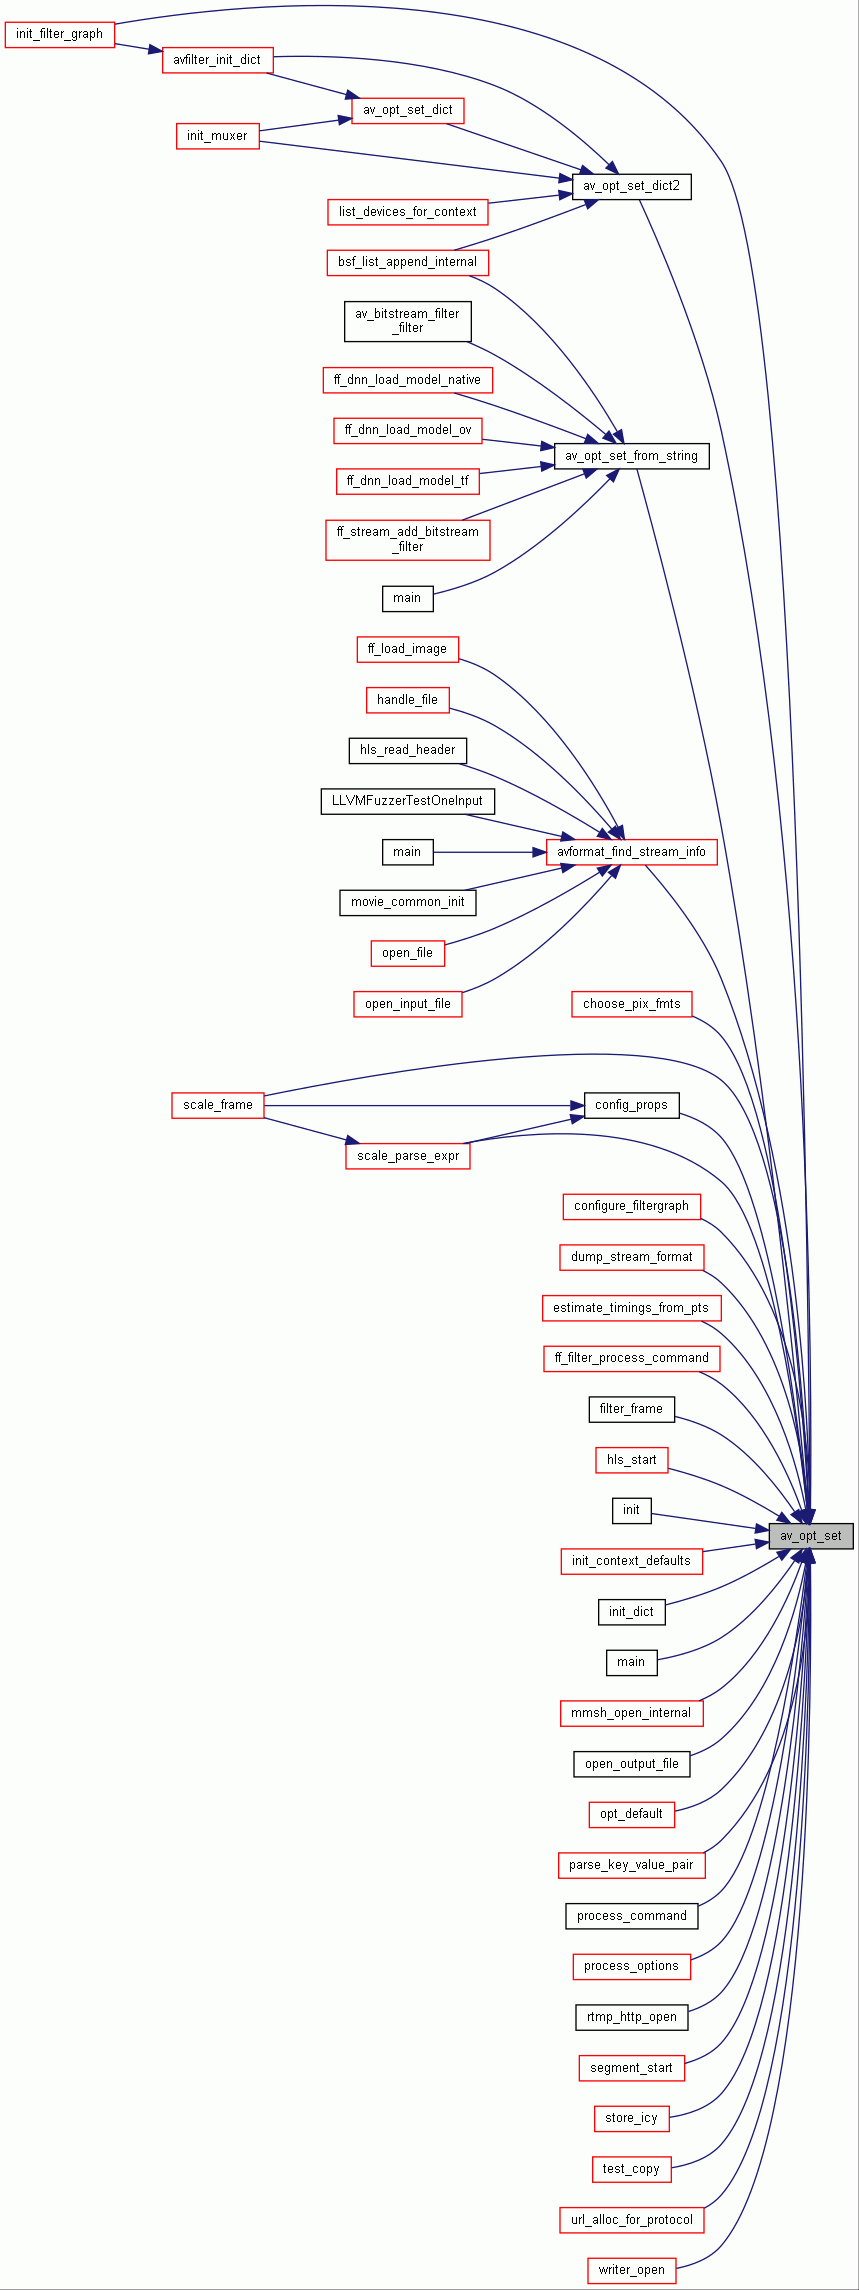 init_filter_graph
avfilter_init_dict
av_opt_set_dict
init_muxer
av_opt_set_dict2
list_devices_for_context
bsf_list_append_internal
av_bitstream_filter
_filter
ff_dnn_load_model_native
ff_dnn_load_model_ov
av_opt_set_from_string
ff_dnn_load_model_tf
ff_stream_add_bitstream
_filter
main
ff_load_image
handle_file
hls_read_header
LLVMFuzzerTestOneInput
main
avformat_find_stream_info
movie_common_init
open_file
open_input_file
choose_pix_fmts
scale_frame
config_props
scale_parse_expr
configure_filtergraph
dump_stream_format
estimate_timings_from_pts
ff_filter_process_command
filter_frame
hls_start
init
av_opt_set
init_context_defaults
init_dict
main
mmsh_open_internal
open_output_file
opt_default
parse_key_value_pair
process_command
process_options
rtmp_http_open
segment_start
store_icy
test_copy
url_alloc_for_protocol
writer_open